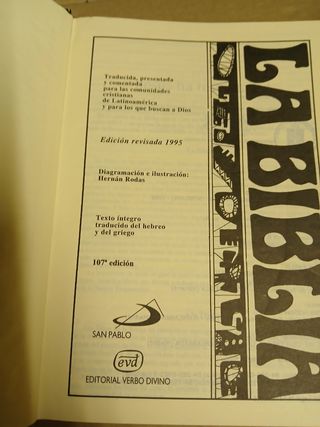 Traducida, presentada
y comentada
para las comunidades
cristianas
de Latinoamérica
y para los que buscan a Dios
Edición revisada 1995
Diagramación e ilustración:
Hernán Rodas
Texto íntegro
traducido del hebreo
y del griego
107ª edición
SAN PABLO
evd
EDITORIAL VERBO DIVINO
LA BIBLIA